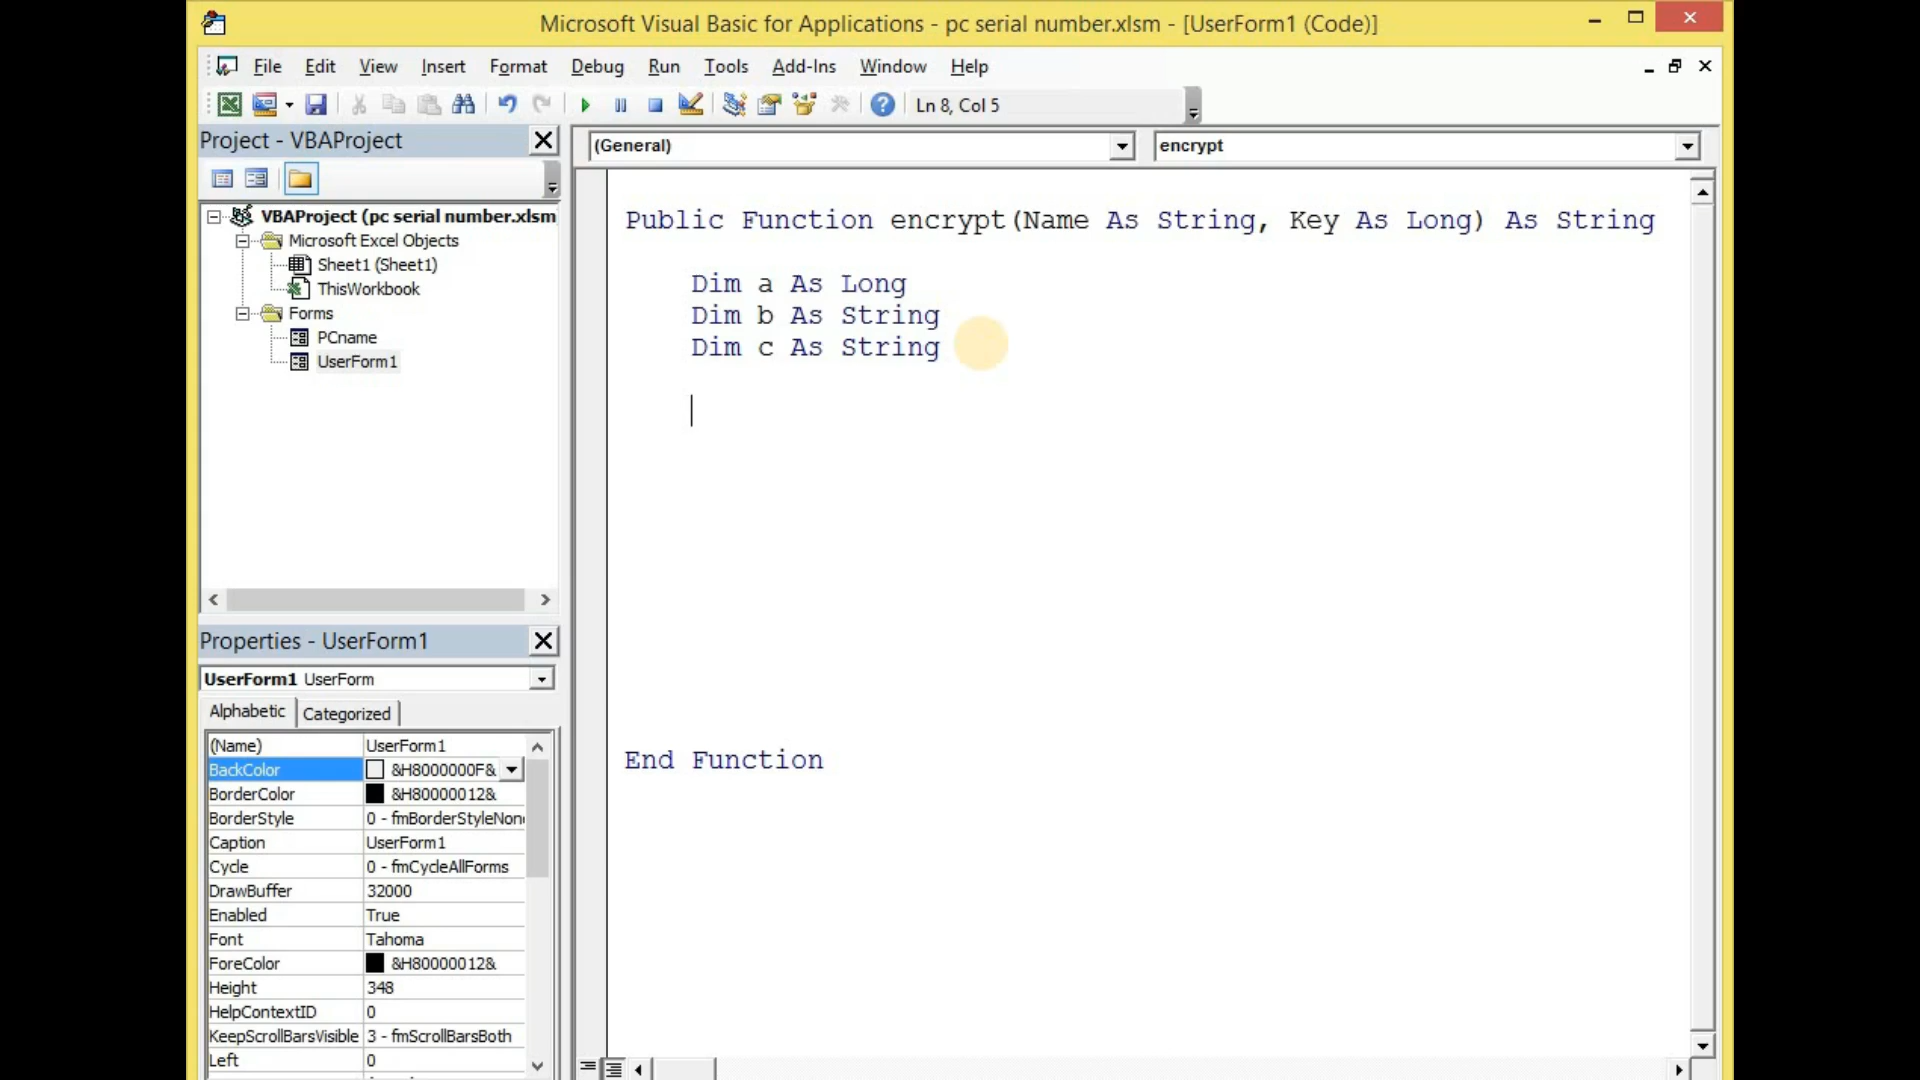 Microsoft Visual Basic for Applications - pc serial number.xlsm - [UserForm1 (Code)]
File Edit View Insert Format Debug Run Tools Add-Ins Window Help
Ln 8, Col 5
Project - VBAProject
VBAProject (pc serial number.xlsm
Microsoft Excel Objects
Sheet1 (Sheet1)
ThisWorkbook
Forms
PCname
UserForm1
Properties - UserForm1
UserForm1 UserForm
Alphabetic Categorized
(Name) UserForm1
BackColor &H8000000F&
BorderColor &H80000012&
BorderStyle 0 - fmBorderStyleNon
Caption UserForm1
Cycle 0 - fmCycleAllForms
DrawBuffer 32000
Enabled True
Font Tahoma
ForeColor &H80000012&
Height 348
HelpContextID 0
KeepScrollBarsVisible 3 - fmScrollBarsBoth
Left 0
(General) encrypt
Public Function encrypt(Name As String, Key As Long) As String
Dim a As Long
Dim b As String
Dim c As String
End Function